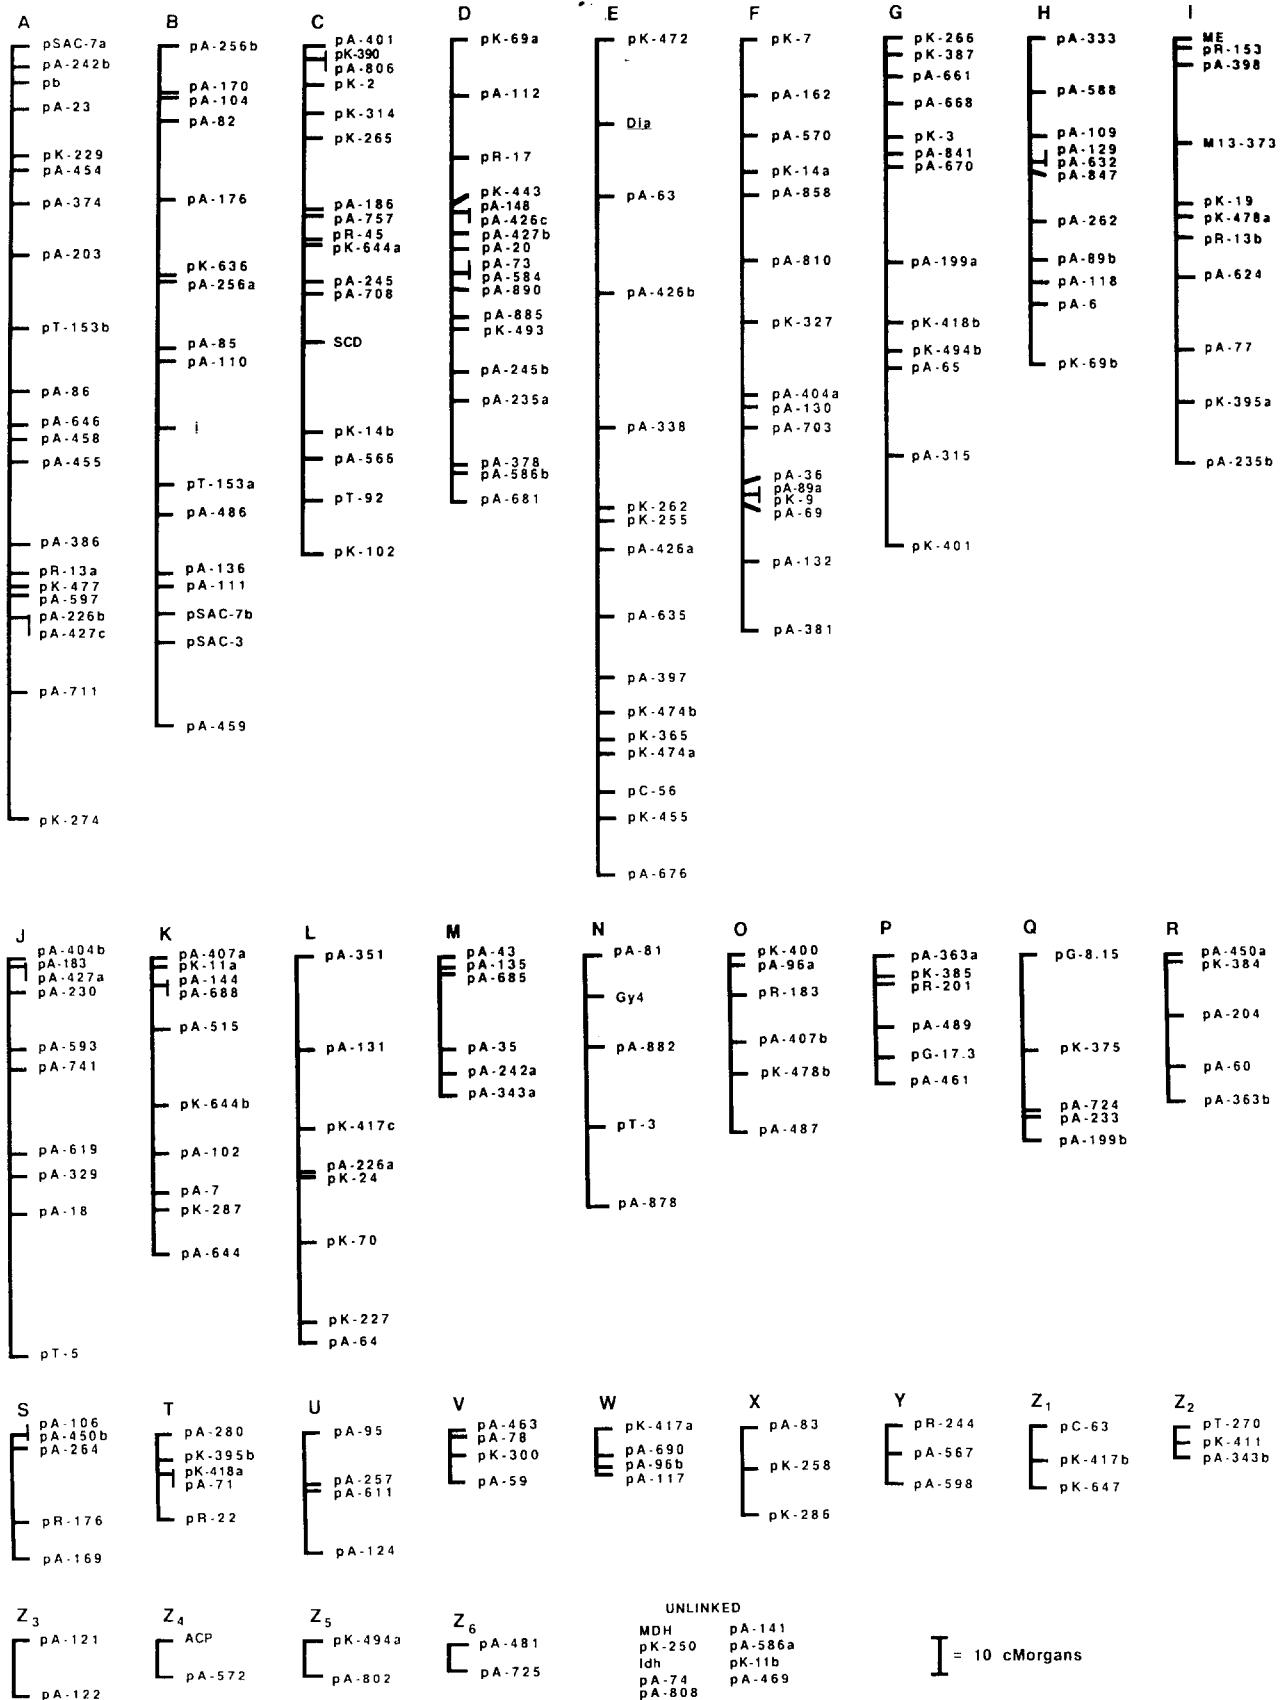 A
pSAC-7a
pA-242b
pb
pA-23
pK-229
pA-454
pA-374
pA-203
pT-153b
pA-86
pA-646
pA-458
pA-455
pA-386
pR-13a
pK-477
pA-597
pA-226b
pA-427c
pA-711
pK-274
B
pA-256b
pA-170
pA-104
pA-82
pA-176
pK-636
pA-256a
pA-85
pA-110
i
pT-153a
pA-486
pA-136
pA-111
pSAC-7b
pSAC-3
pA-459
C
pA-401
pK-390
pA-806
pK-2
pK-314
pK-265
pA-186
pA-757
pR-45
pK-644a
pA-245
pA-708
SCD
pK-14b
pA-566
pT-92
pK-102
D
pK-69a
pA-112
pR-17
pK-443
pA-148
pA-426c
pA-427b
pA-20
pA-73
pA-584
pA-890
pA-885
pK-493
pA-245b
pA-235a
pA-378
pA-586b
pA-681
E
pK-472
Dia
pA-63
pA-426b
pA-338
pK-262
pK-255
pA-426a
pA-635
pA-397
pK-474b
pK-365
pK-474a
pC-56
pK-455
pA-676
F
pK-7
pA-162
pA-570
pK-14a
pA-858
pA-810
pK-327
pA-404a
pA-130
pA-703
pA-36
pA-89a
pK-9
pA-69
pA-132
pA-381
G
pK-266
pK-387
pA-661
pA-668
pK-3
pA-841
pA-670
pA-199a
pK-418b
pK-494b
pA-65
pA-315
pK-401
H
pA-333
pA-588
pA-109
pA-129
pA-632
pA-847
pA-262
pA-89b
pA-118
pA-6
pK-69b
I
ME
pR-153
pA-398
M13-373
pK-19
pK-478a
pR-13b
pA-624
pA-77
pK-395a
pA-235b
J
pA-404b
pA-183
pA-427a
pA-230
pA-593
pA-741
pA-619
pA-329
pA-18
pT-5
K
pA-407a
pK-11a
pA-144
pA-688
pA-515
pK-644b
pA-102
pA-7
pK-287
pA-644
L
pA-351
pA-131
pK-417c
pA-226a
pK-24
pK-70
pK-227
pA-64
M
pA-43
pA-135
pA-685
pA-35
pA-242a
pA-343a
N
pA-81
Gy4
pA-882
pT-3
pA-878
O
pK-400
pA-96a
pR-183
pA-407b
pK-478b
pA-487
P
pA-363a
pK-385
pR-201
pA-489
pG-17.3
pA-461
Q
pG-8.15
pK-375
pA-724
pA-233
pA-199b
R
pA-450a
pK-384
pA-204
pA-60
pA-363b
S
pA-106
pA-450b
pA-264
pR-176
pA-169
T
pA-280
pK-395b
pK-418a
pA-71
pR-22
U
pA-95
pA-257
pA-611
pA-124
V
pA-463
pA-78
pK-300
pA-59
W
pK-417a
pA-690
pA-96b
pA-117
X
pA-83
pK-258
pK-286
Y
pR-244
pA-567
pA-598
Z1
pC-63
pK-417b
pK-647
Z2
pT-270
pK-411
pA-343b
Z3
pA-121
pA-122
Z4
ACP
pA-572
Z5
pK-494a
pA-802
Z6
pA-481
pA-725
UNLINKED
MDH pA-141
pK-250 pA-586a
Idh pK-11b
pA-74 pA-469
pA-808
= 10 cMorgans